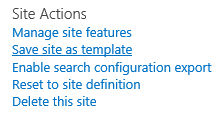 Site Actions
Manage site features
Save site as template
Enable search configuration export
Reset to site definition
Delete this site